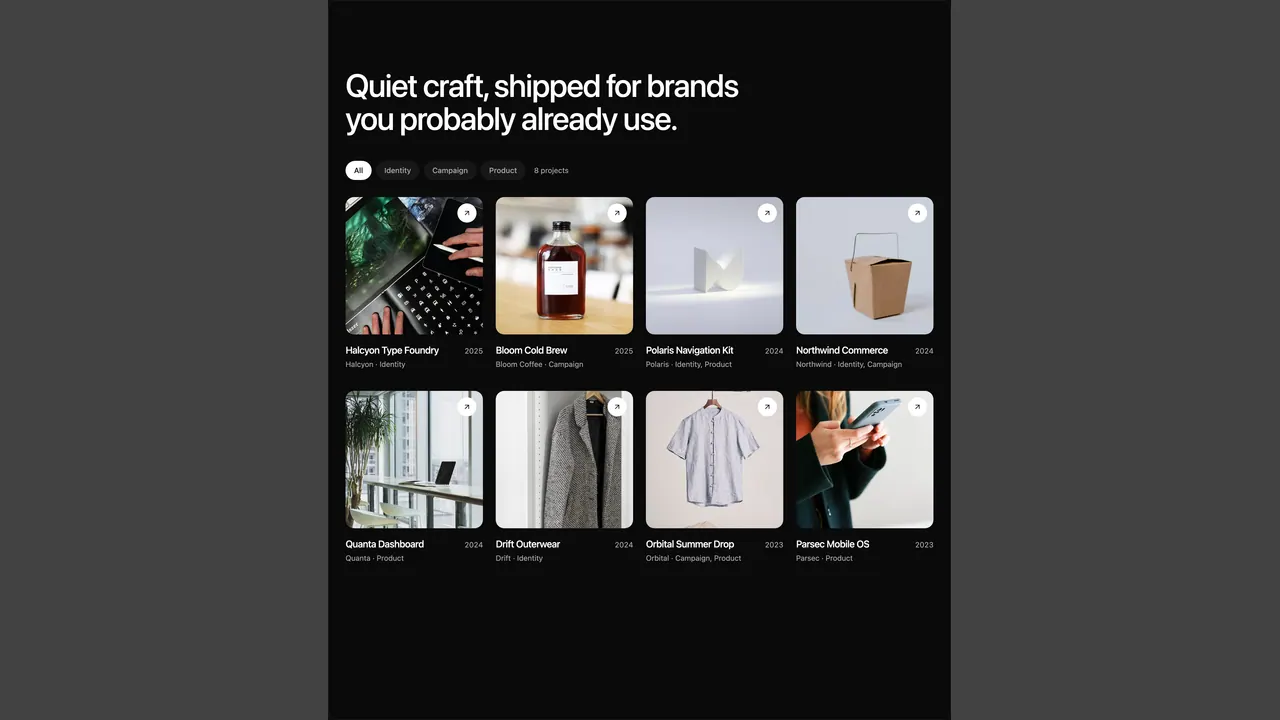 Quiet craft, shipped for brands
you probably already use.
All Identity Campaign Product 8 projects
Halcyon Type Foundry 2025
Halcyon · Identity
Bloom Cold Brew 2025
Bloom Coffee · Campaign
Polaris Navigation Kit 2024
Polaris · Identity, Product
Northwind Commerce 2024
Northwind · Identity, Campaign
Quanta Dashboard 2024
Quanta · Product
Drift Outerwear 2024
Drift · Identity
Orbital Summer Drop 2023
Orbital · Campaign, Product
Parsec Mobile OS 2023
Parsec · Product